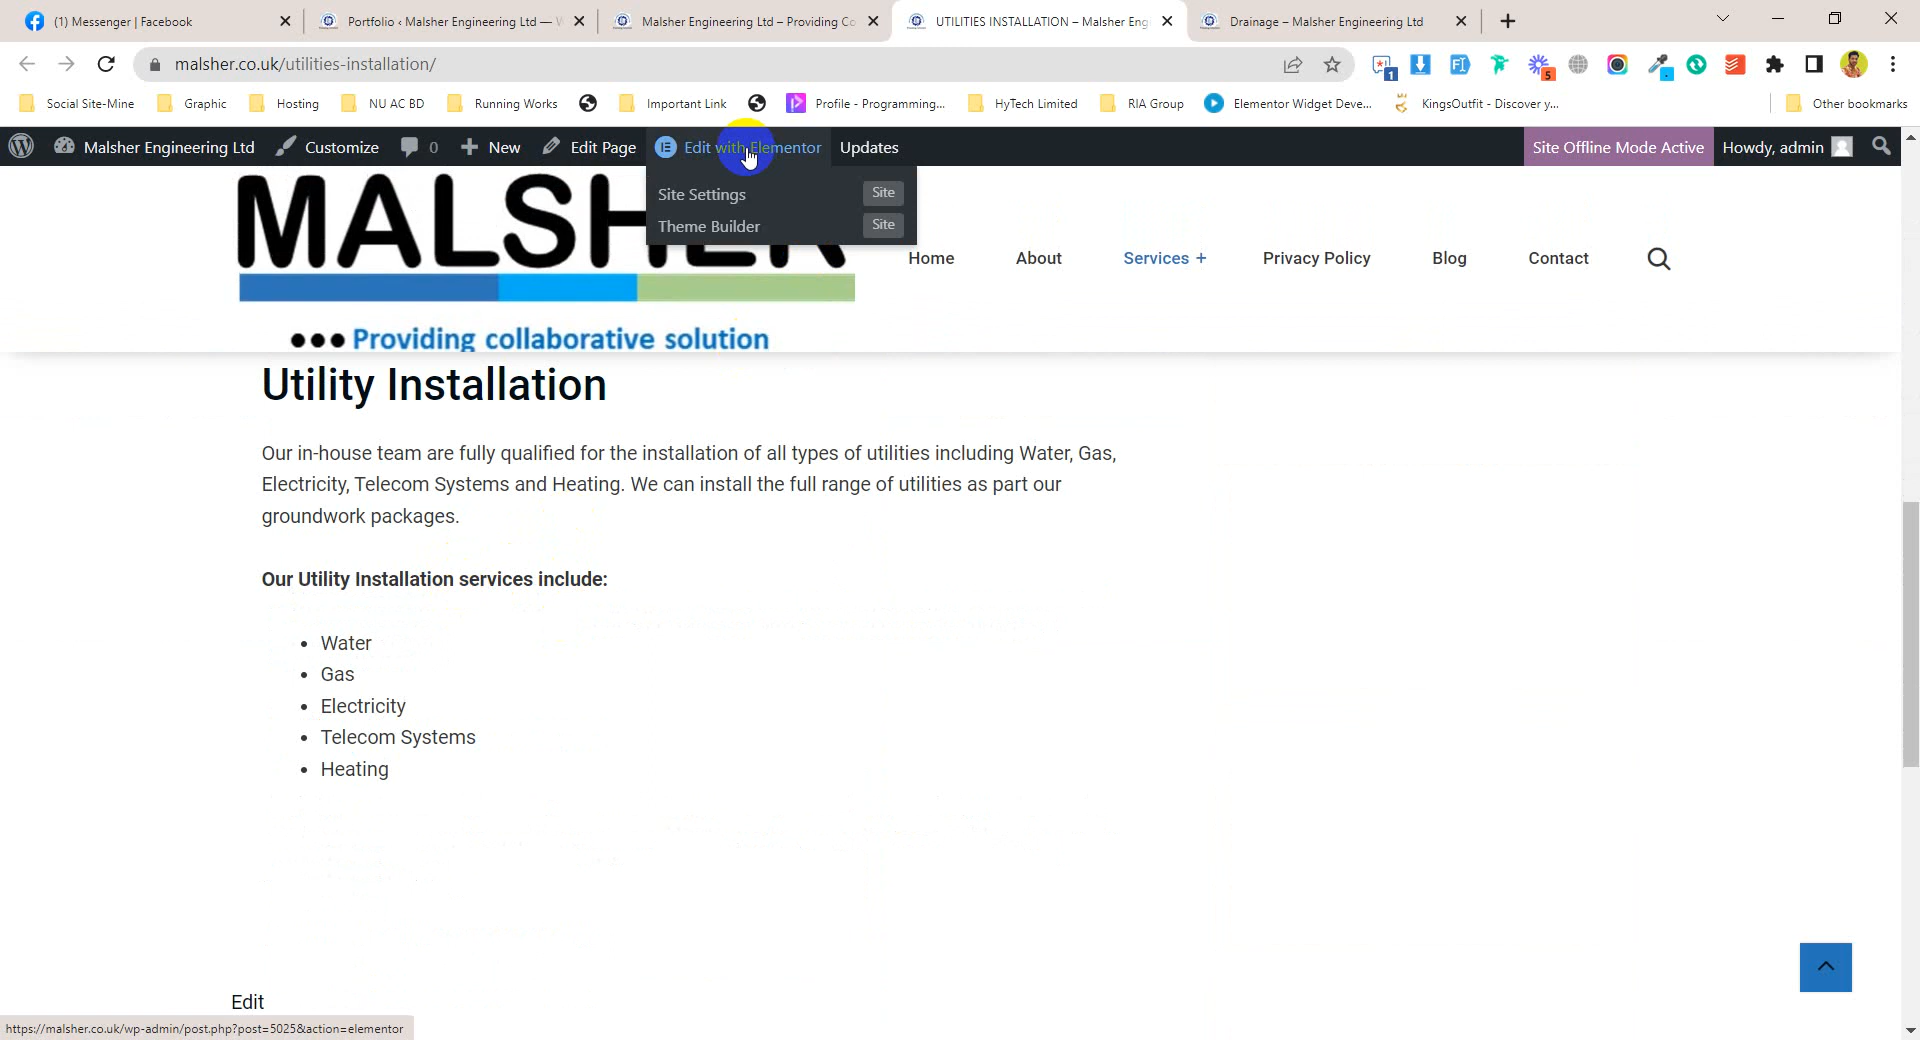 (1) Messenger | Facebook
Portfolio ‹ Malsher Engineering Ltd —
Malsher Engineering Ltd – Providing Co
UTILITIES INSTALLATION – Malsher Eng
Drainage – Malsher Engineering Ltd
malsher.co.uk/utilities-installation/
1
5
Social Site-Mine
Graphic
Hosting
NU AC BD
Running Works
Important Link
Profile - Programming...
HyTech Limited
RIA Group
Elementor Widget Deve...
KingsOutfit - Discover y...
Other bookmarks
Malsher Engineering Ltd
Customize
0
New
Edit Page
Edit with Elementor
Updates
Site Offline Mode Active
Howdy, admin
Site Settings Site
Theme Builder Site
MALSHER
●●● Providing collaborative solution
Home
About
Services +
Privacy Policy
Blog
Contact
Utility Installation
Our in-house team are fully qualified for the installation of all types of utilities including Water, Gas,
Electricity, Telecom Systems and Heating. We can install the full range of utilities as part our
groundwork packages.
Our Utility Installation services include:
• Water
• Gas
• Electricity
• Telecom Systems
• Heating
Edit
https://malsher.co.uk/wp-admin/post.php?post=5025&action=elementor